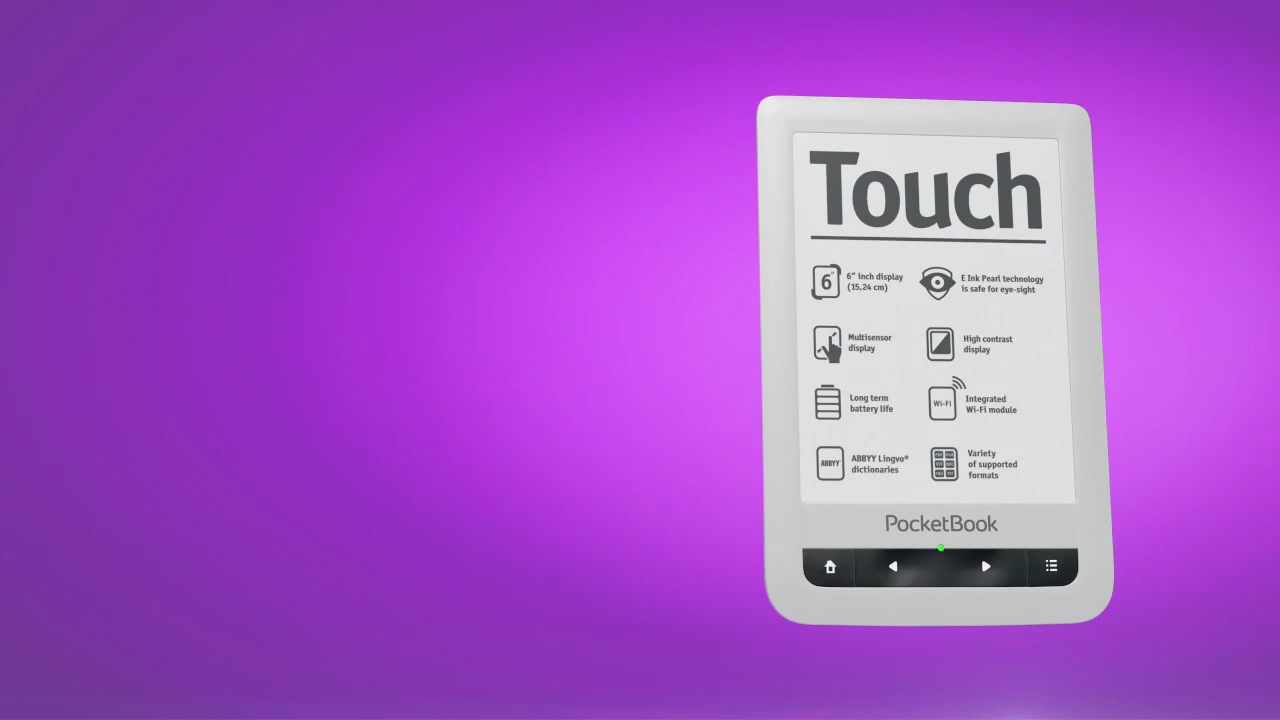 Touch
6
6" inch display
(15,24 cm)
E Ink Pearl technology
is safe for eye-sight
Multisensor
display
High contrast
display
Long term
battery life
Wi-Fi
Integrated
Wi-Fi module
ABBYY
ABBYY Lingvo®
dictionaries
Variety
of supported
formats
PocketBook